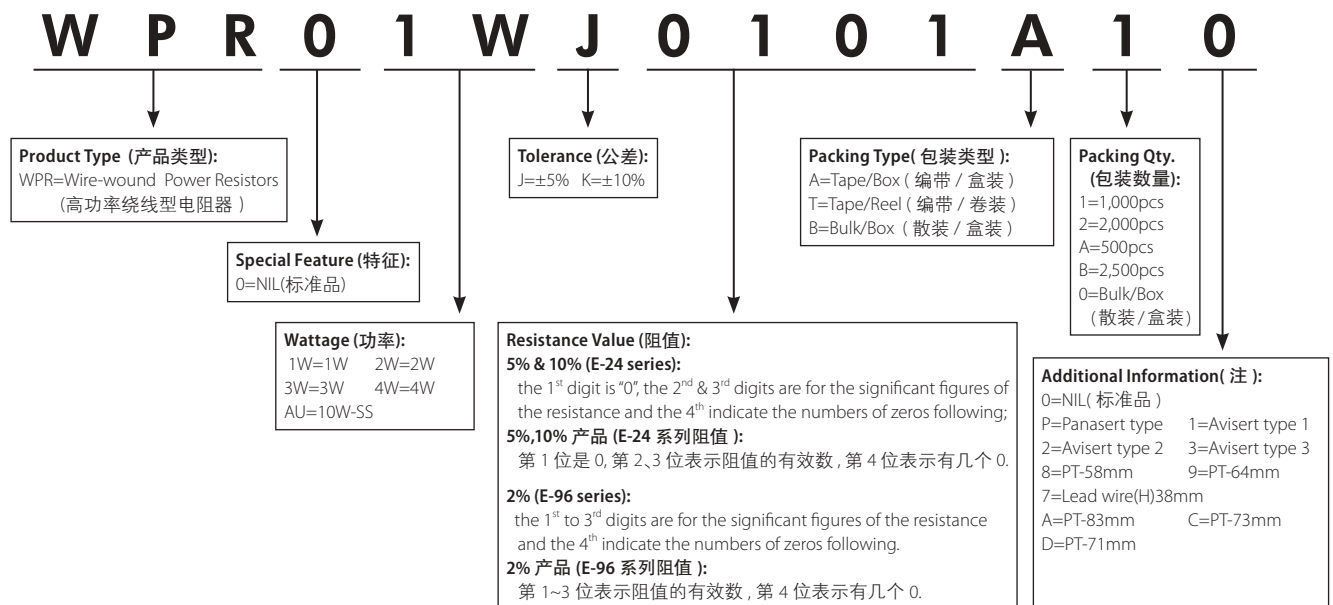 W P R 0 1 W J 0 1 0 1 A 1 0
Product Type (产品类型):
WPR=Wire-wound Power Resistors
(高功率绕线型电阻器 )
Special Feature (特征):
0=NIL(标准品)
Wattage (功率):
1W=1W 2W=2W
3W=3W 4W=4W
AU=10W-SS
Tolerance (公差):
J=±5% K=±10%
Resistance Value (阻值):
5% & 10% (E-24 series):
the 1st digit is "0", the 2nd & 3rd digits are for the significant figures of
the resistance and the 4th indicate the numbers of zeros following;
5%,10% 产品 (E-24 系列阻值 ):
第 1 位是 0, 第 2、3 位表示阻值的有效数 , 第 4 位表示有几个 0.
2% (E-96 series):
the 1st to 3rd digits are for the significant figures of the resistance
and the 4th indicate the numbers of zeros following.
2% 产品 (E-96 系列阻值 ):
第 1~3 位表示阻值的有效数 , 第 4 位表示有几个 0.
Packing Type( 包装类型 ):
A=Tape/Box ( 编带 / 盒装 )
T=Tape/Reel ( 编带 / 卷装 )
B=Bulk/Box ( 散装 / 盒装 )
Packing Qty.
(包装数量):
1=1,000pcs
2=2,000pcs
A=500pcs
B=2,500pcs
0=Bulk/Box
(散装/盒装)
Additional Information( 注 ):
0=NIL( 标准品 )
P=Panasert type 1=Avisert type 1
2=Avisert type 2 3=Avisert type 3
8=PT-58mm 9=PT-64mm
7=Lead wire(H)38mm
A=PT-83mm C=PT-73mm
D=PT-71mm